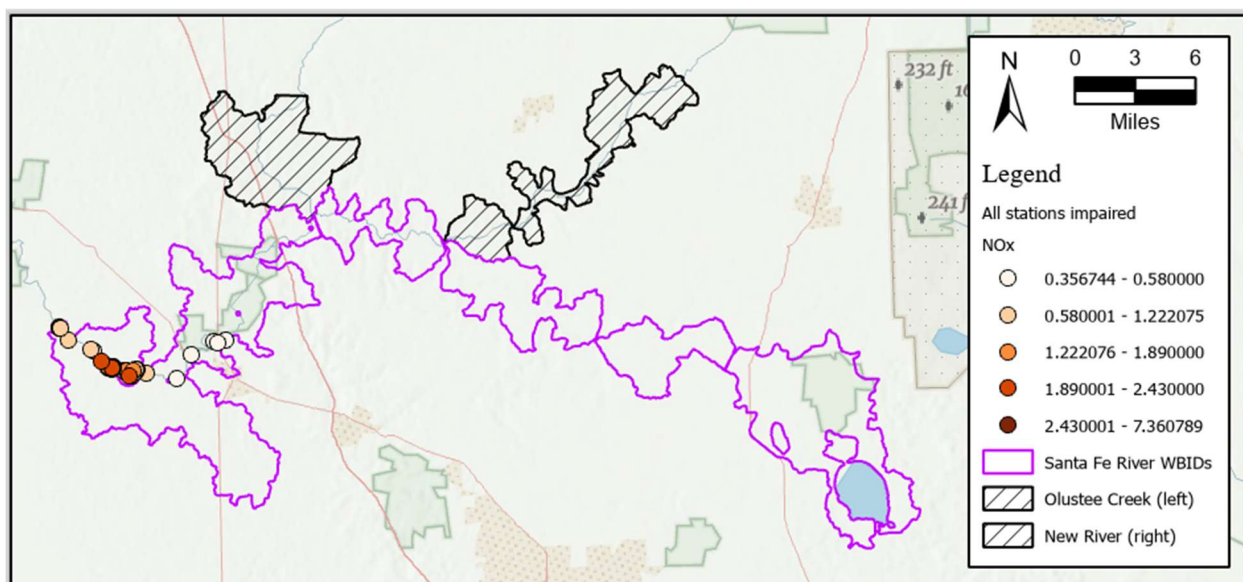 232 ft
241 f
N
0 3 6
Miles
Legend
All stations impaired
NOx
0.356744 - 0.580000
0.580001 - 1.222075
1.222076 - 1.890000
1.890001 - 2.430000
2.430001 - 7.360789
Santa Fe River WBIDs
Olustee Creek (left)
New River (right)